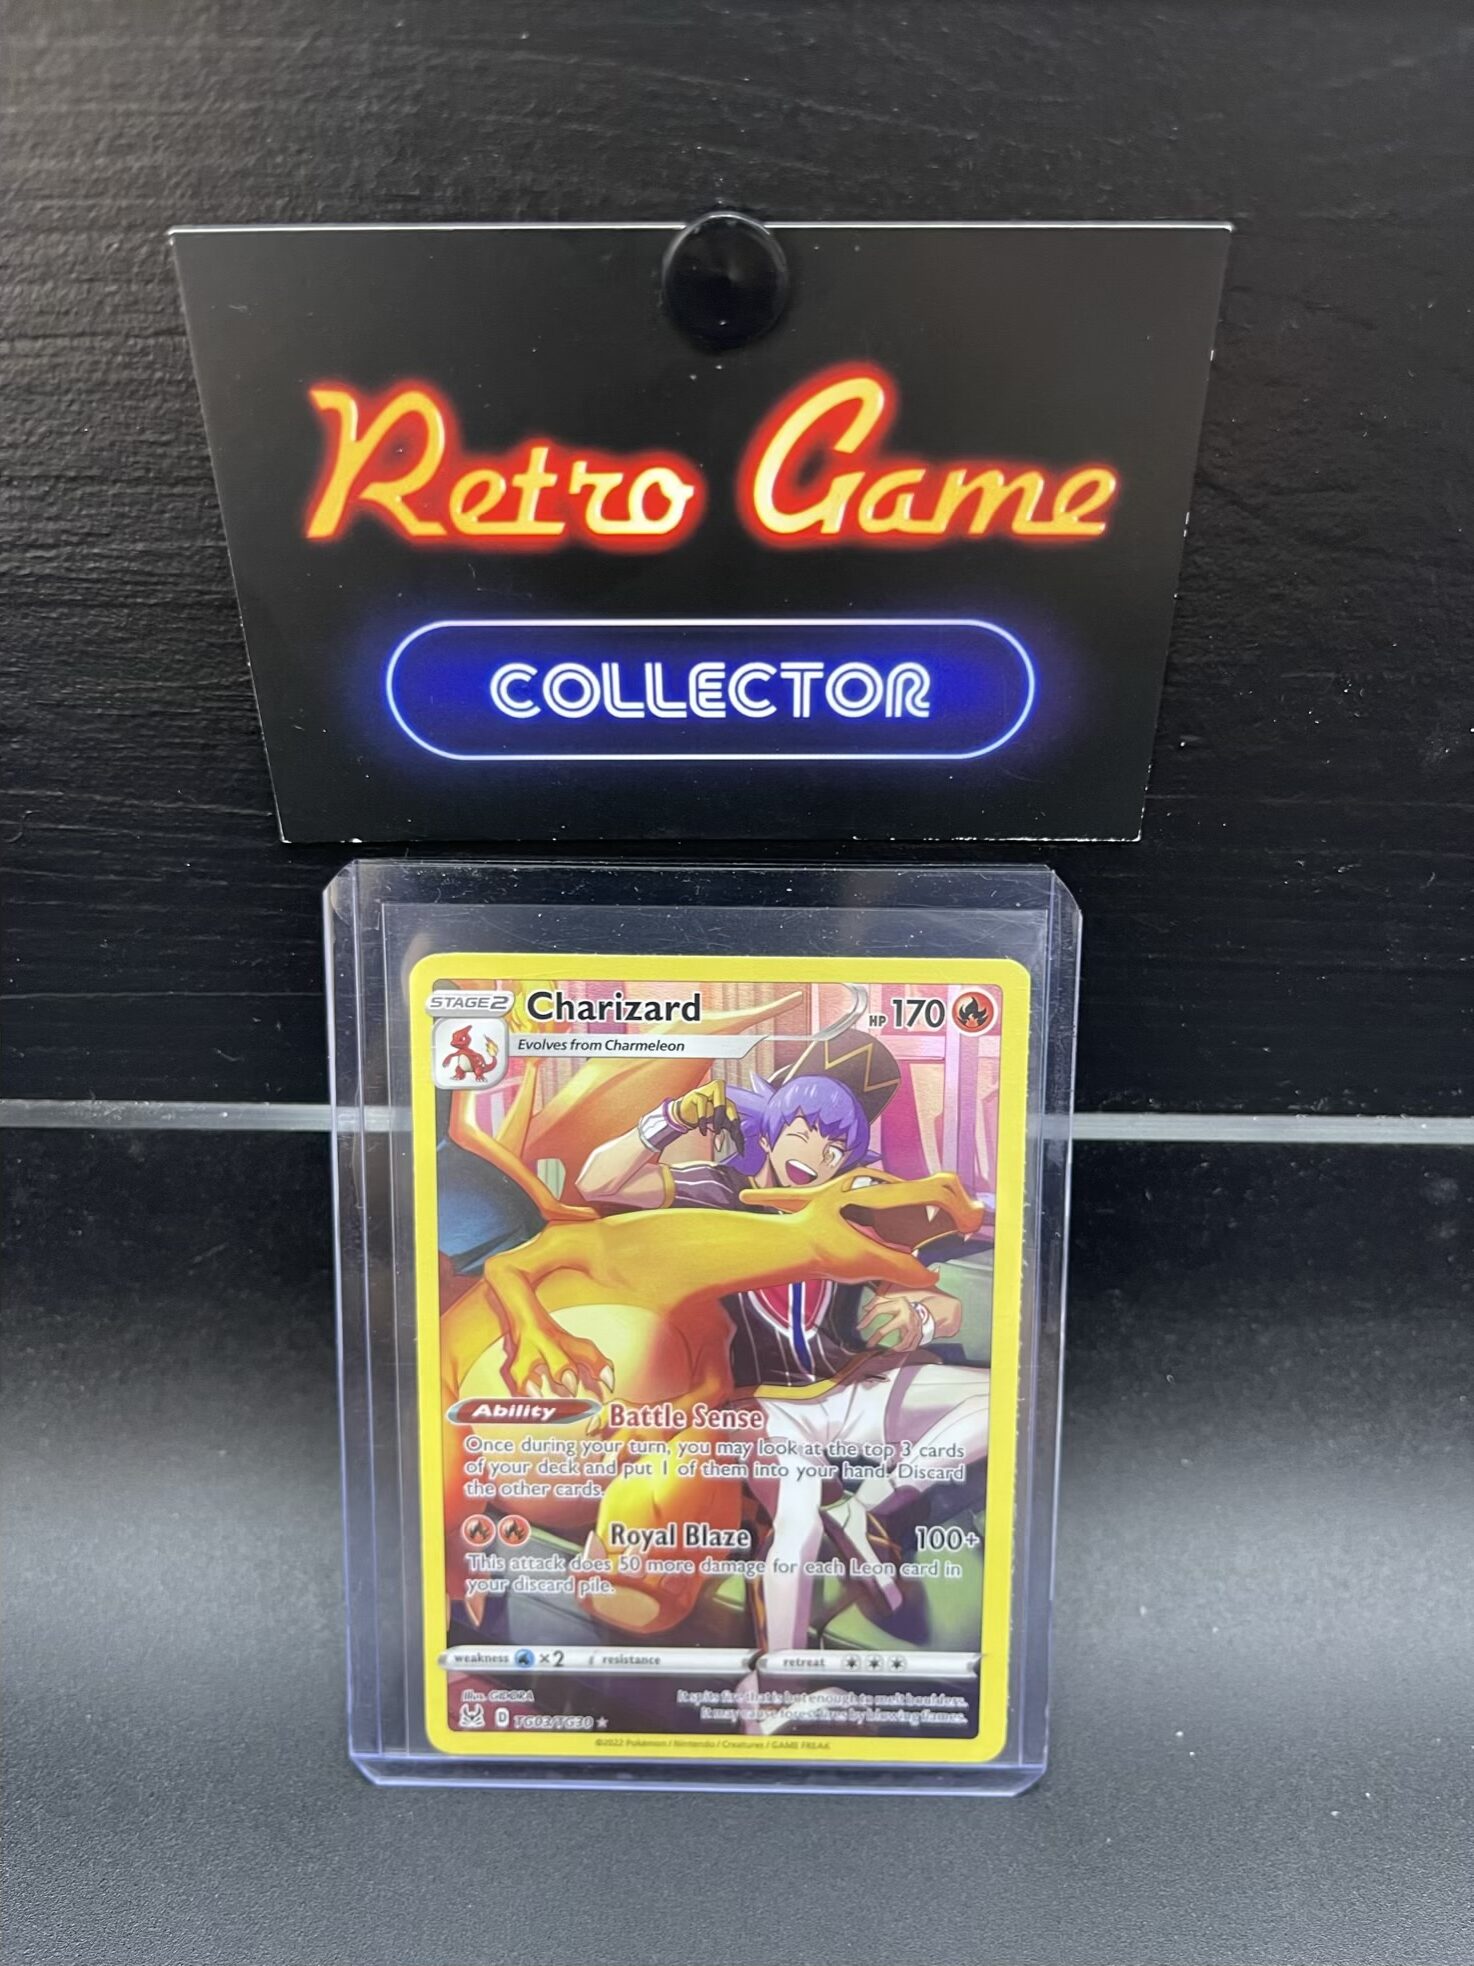 Retro Game
COLLECTOR
STAGE2 Charizard HP 170
Evolves from Charmeleon
Ability Battle Sense
Once during your turn, you may look at the top 3 cards
of your deck and put 1 of them into your hand. Discard
the other cards.
Royal Blaze 100+
This attack does 50 more damage for each Leon card in
your discard pile.
weakness ×2 resistance retreat
Illus. GIDORA
It spits fire that is hot enough to melt boulders.
It may cause forest fires by blowing flames.
D TG03/TG30 ★
©2022 Pokémon / Nintendo / Creatures / GAME FREAK